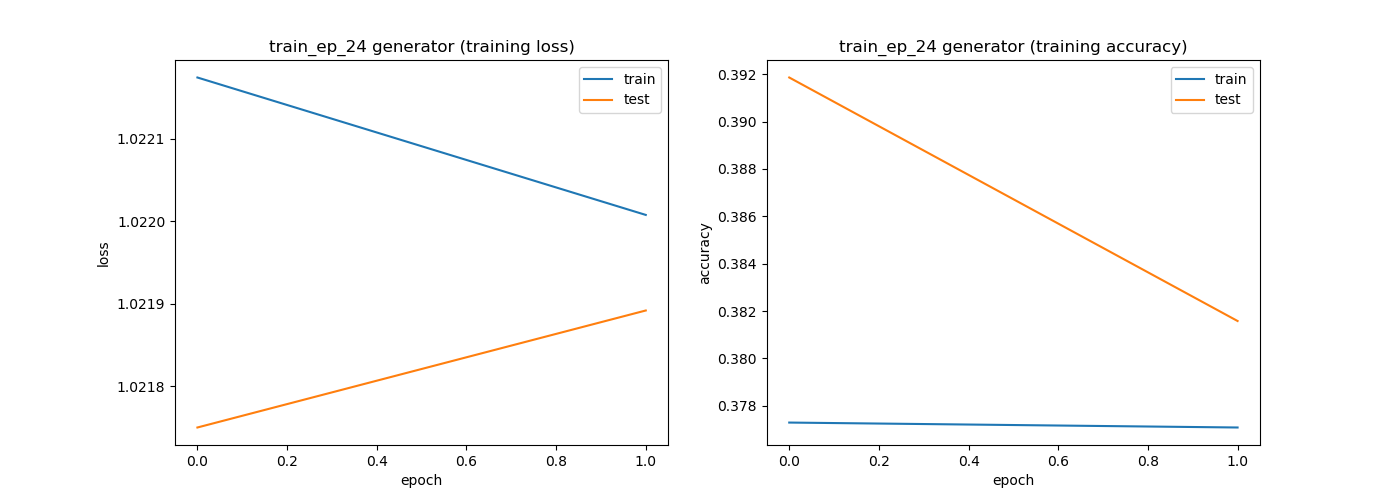 train_ep_24 generator (training loss)
train
test
1.0221
1.0220
1.0219
1.0218
loss
0.0 0.2 0.4 0.6 0.8 1.0
epoch
train_ep_24 generator (training accuracy)
train
test
0.392
0.390
0.388
0.386
0.384
0.382
0.380
0.378
accuracy
0.0 0.2 0.4 0.6 0.8 1.0
epoch